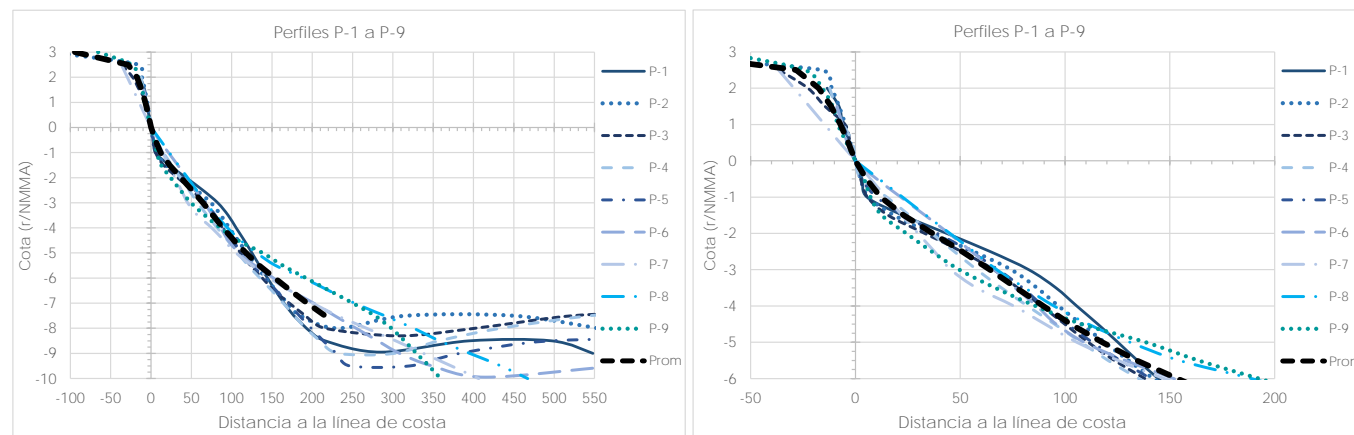 Perfiles P-1 a P-9
3
2
1
0
-1
-2
-3
-4
-5
-6
-7
-8
-9
-10
-100
-50
0
50
100
150
200
250
300
350
400
450
500
550
Cota (r/NMMA)
Distancia a la línea de costa
P-1
P-2
P-3
P-4
P-5
P-6
P-7
P-8
P-9
Prom
Perfiles P-1 a P-9
3
2
1
0
-1
-2
-3
-4
-5
-6
-50
0
50
100
150
200
Cota (r/NMMA)
Distancia a la línea de costa
P-1
P-2
P-3
P-4
P-5
P-6
P-7
P-8
P-9
Pror